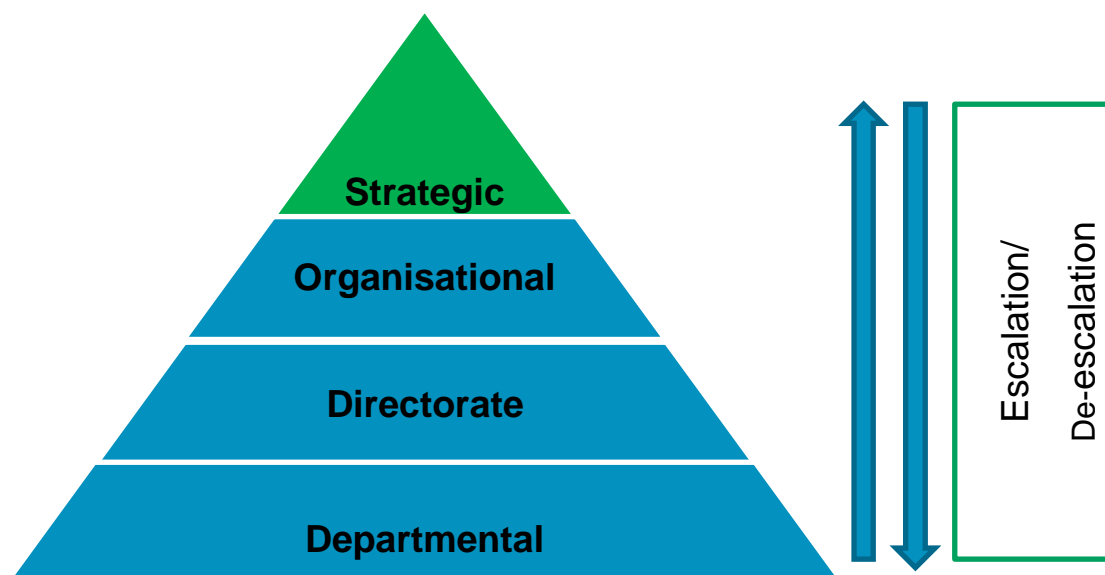 Strategic
Organisational
Directorate
Departmental
Escalation/
De-escalation